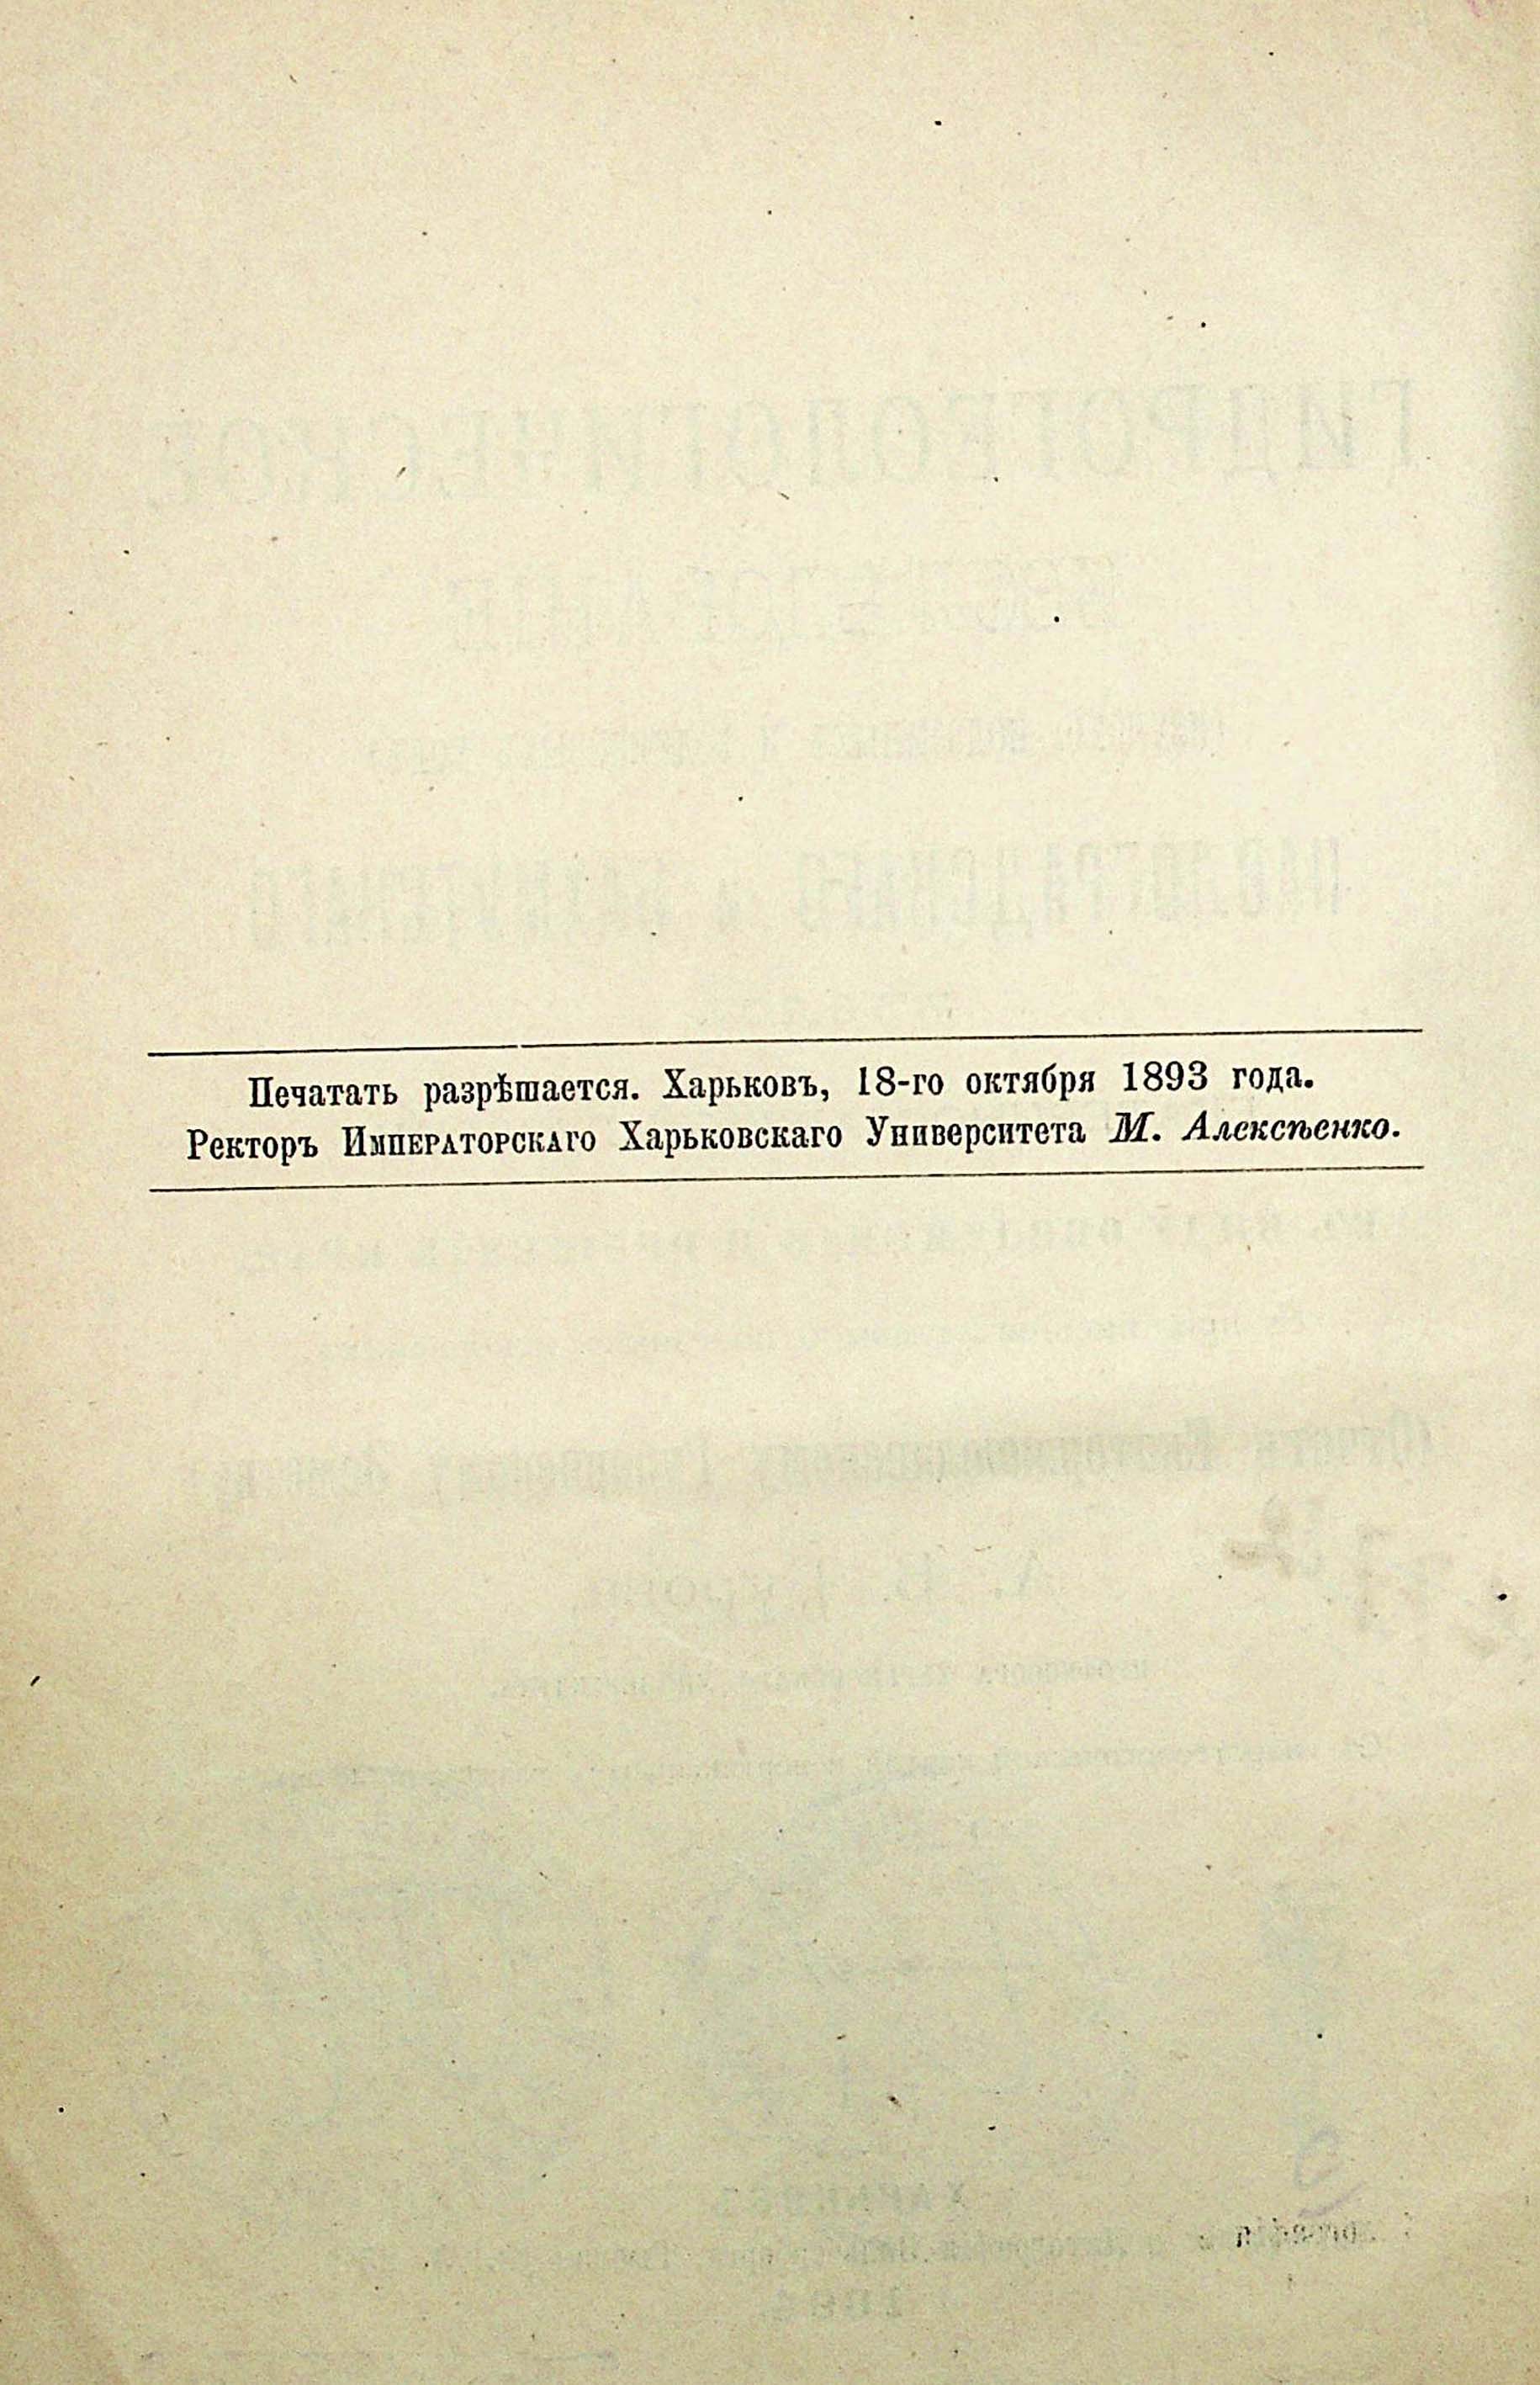 Печатать разрѣшается. Харьковъ, 18-го октября 1893 года.
Ректоръ Императорскаго Харьковскаго Университета М. Алексѣенко.